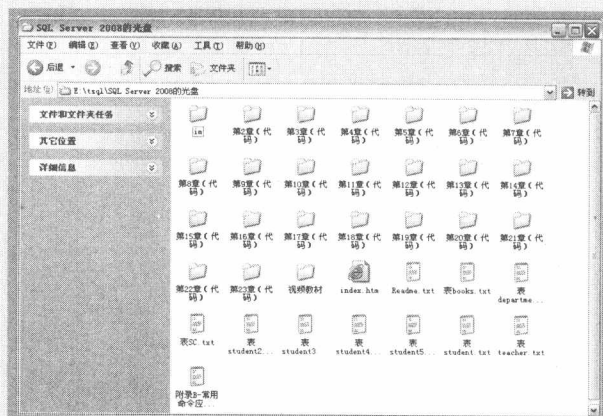 SQL Server 2008的光盘
文件(F) 编辑(E) 查看(V) 收藏(A) 工具(T) 帮助(H)
后退 搜索 文件夹
地址(D) E:\tsql\SQL Server 2008的光盘 转到
文件和文件夹任务
其它位置
详细信息
im 第2章(代码) 第3章(代码) 第4章(代码) 第5章(代码) 第6章(代码) 第7章(代码)
第8章(代码) 第9章(代码) 第10章(代码) 第11章(代码) 第12章(代码) 第13章(代码) 第14章(代码)
第15章(代码) 第16章(代码) 第17章(代码) 第18章(代码) 第19章(代码) 第20章(代码) 第21章(代码)
第22章(代码) 第23章(代码) 视频教材 index.htm Readme.txt 表books.txt 表departme...
表SC.txt 表student2... 表student3 表student4... 表student5... 表student.txt 表teacher.txt
附录B-常用命令应...